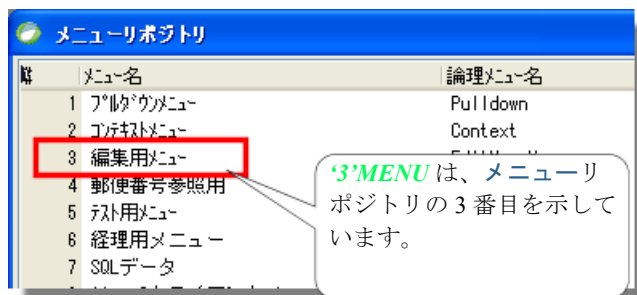 メニューリポジトリ
メニュー名 論理メニュー名
1 プルダウンメニュー Pulldown
2 コンテキストメニュー Context
3 編集用メニュー
4 郵便番号参照用
5 テスト用メニュー
6 経理用メニュー
7 SQLデータ
'3'MENU は、メニューリ
ポジトリの 3 番目を示して
います。